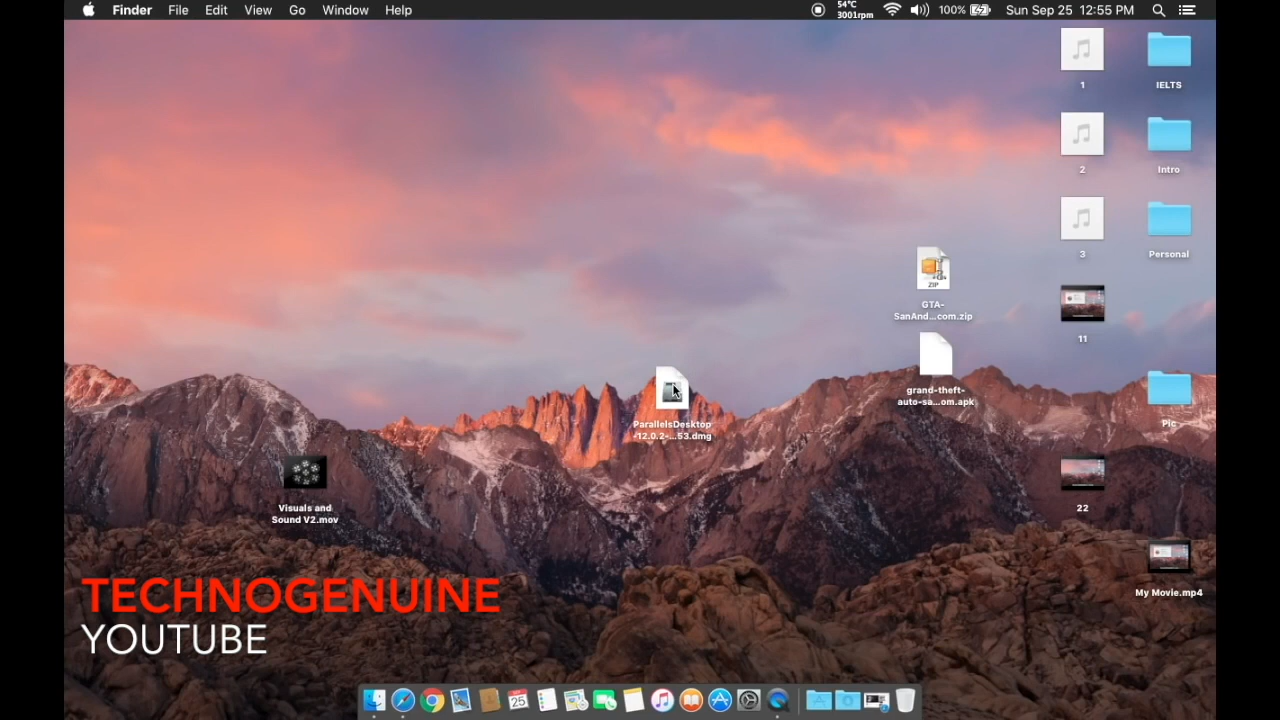 Finder File Edit View Go Window Help
54°C
3001rpm
100%
Sun Sep 25 12:55 PM
1
IELTS
2
Intro
3
Personal
ZIP
GTA-
SanAnd...com.zip
11
grand-theft-
auto-sa...om.apk
ParallelsDesktop
-12.0.2-...53.dmg
Pic
Visuals and
Sound V2.mov
22
My Movie.mp4
TECHNOGENUINE
YOUTUBE
25